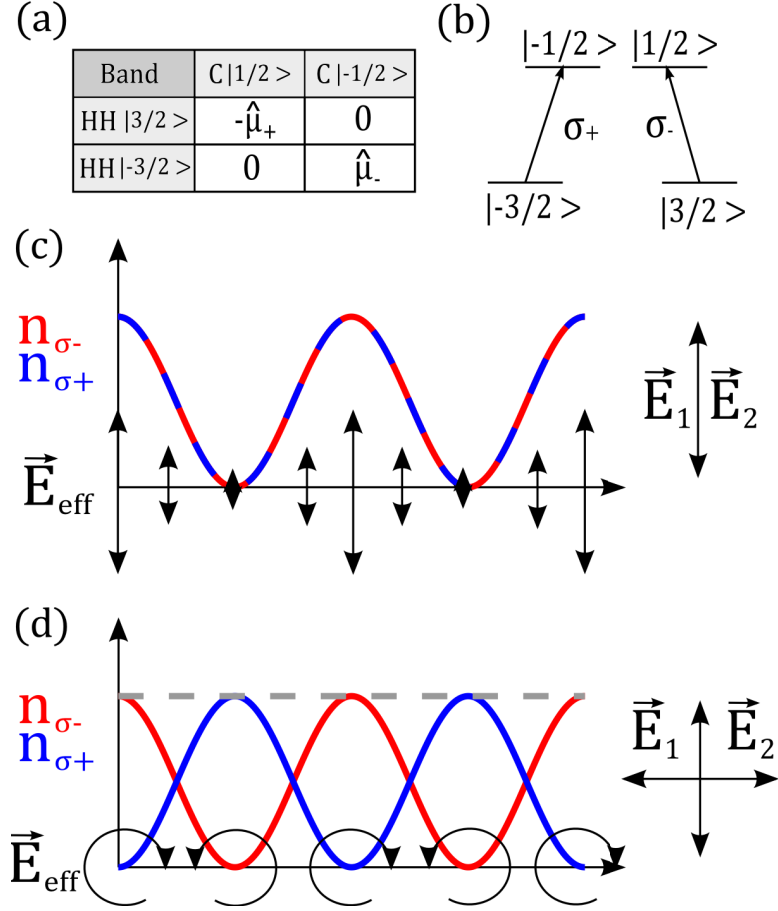 (a)
Band C|1/2 > C|-1/2 >
HH|3/2 > -μ̂₊ 0
HH|-3/2 > 0 μ̂₋
(b)
|-1/2 > |1/2 >
σ₊ σ₋
|-3/2 > |3/2 >
(c)
n_σ-
n_σ+
E⃗₁ E⃗₂
E⃗_eff
(d)
n_σ-
n_σ+
E⃗₁ E⃗₂
E⃗_eff